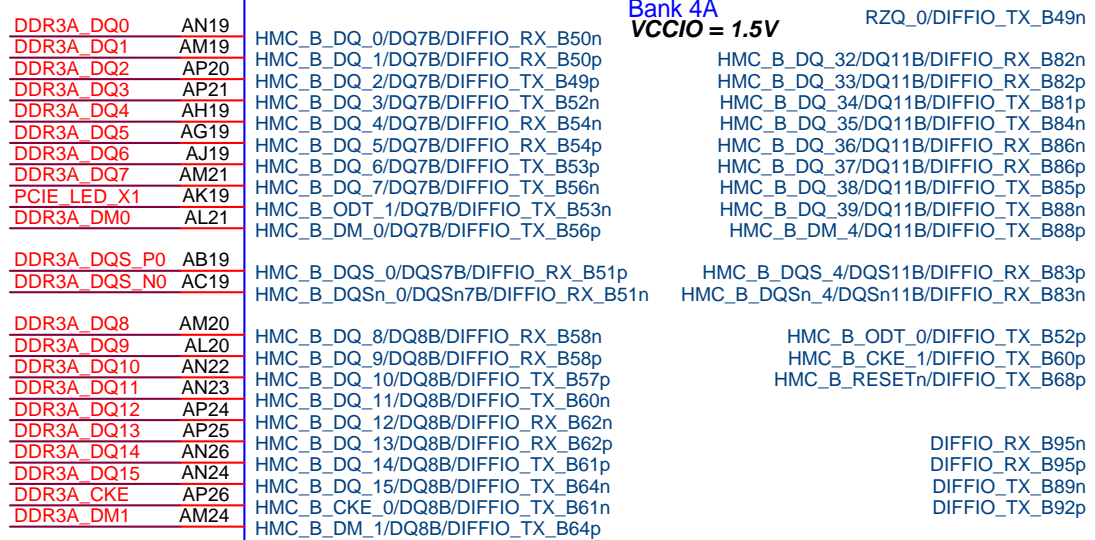 Bank 4A
VCCIO = 1.5V
RZQ_0/DIFFIO_TX_B49n
DDR3A_DQ0 AN19 HMC_B_DQ_0/DQ7B/DIFFIO_RX_B50n
DDR3A_DQ1 AM19 HMC_B_DQ_1/DQ7B/DIFFIO_RX_B50p HMC_B_DQ_32/DQ11B/DIFFIO_RX_B82n
DDR3A_DQ2 AP20 HMC_B_DQ_2/DQ7B/DIFFIO_TX_B49p HMC_B_DQ_33/DQ11B/DIFFIO_RX_B82p
DDR3A_DQ3 AP21 HMC_B_DQ_3/DQ7B/DIFFIO_TX_B52n HMC_B_DQ_34/DQ11B/DIFFIO_TX_B81p
DDR3A_DQ4 AH19 HMC_B_DQ_4/DQ7B/DIFFIO_RX_B54n HMC_B_DQ_35/DQ11B/DIFFIO_TX_B84n
DDR3A_DQ5 AG19 HMC_B_DQ_5/DQ7B/DIFFIO_RX_B54p HMC_B_DQ_36/DQ11B/DIFFIO_RX_B86n
DDR3A_DQ6 AJ19 HMC_B_DQ_6/DQ7B/DIFFIO_TX_B53p HMC_B_DQ_37/DQ11B/DIFFIO_RX_B86p
DDR3A_DQ7 AM21 HMC_B_DQ_7/DQ7B/DIFFIO_TX_B56n HMC_B_DQ_38/DQ11B/DIFFIO_TX_B85p
PCIE_LED_X1 AK19 HMC_B_ODT_1/DQ7B/DIFFIO_TX_B53n HMC_B_DQ_39/DQ11B/DIFFIO_TX_B88n
DDR3A_DM0 AL21 HMC_B_DM_0/DQ7B/DIFFIO_TX_B56p HMC_B_DM_4/DQ11B/DIFFIO_TX_B88p
DDR3A_DQS_P0 AB19 HMC_B_DQS_0/DQS7B/DIFFIO_RX_B51p HMC_B_DQS_4/DQS11B/DIFFIO_RX_B83p
DDR3A_DQS_N0 AC19 HMC_B_DQSn_0/DQSn7B/DIFFIO_RX_B51n HMC_B_DQSn_4/DQSn11B/DIFFIO_RX_B83n
DDR3A_DQ8 AM20 HMC_B_DQ_8/DQ8B/DIFFIO_RX_B58n HMC_B_ODT_0/DIFFIO_TX_B52p
DDR3A_DQ9 AL20 HMC_B_DQ_9/DQ8B/DIFFIO_RX_B58p HMC_B_CKE_1/DIFFIO_TX_B60p
DDR3A_DQ10 AN22 HMC_B_DQ_10/DQ8B/DIFFIO_TX_B57p HMC_B_RESETn/DIFFIO_TX_B68p
DDR3A_DQ11 AN23 HMC_B_DQ_11/DQ8B/DIFFIO_TX_B60n
DDR3A_DQ12 AP24 HMC_B_DQ_12/DQ8B/DIFFIO_RX_B62n
DDR3A_DQ13 AP25 HMC_B_DQ_13/DQ8B/DIFFIO_RX_B62p DIFFIO_RX_B95n
DDR3A_DQ14 AN26 HMC_B_DQ_14/DQ8B/DIFFIO_TX_B61p DIFFIO_RX_B95p
DDR3A_DQ15 AN24 HMC_B_DQ_15/DQ8B/DIFFIO_TX_B64n DIFFIO_TX_B89n
DDR3A_CKE AP26 HMC_B_CKE_0/DQ8B/DIFFIO_TX_B61n DIFFIO_TX_B92p
DDR3A_DM1 AM24 HMC_B_DM_1/DQ8B/DIFFIO_TX_B64p